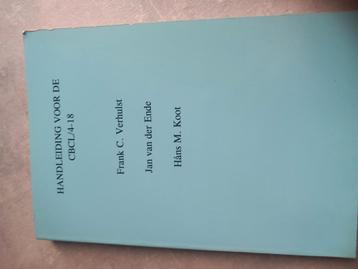 HANDLEIDING VOOR DE
CBCL/4-18
Frank C. Verhulst
Jan van der Ende
Hans M. Koot